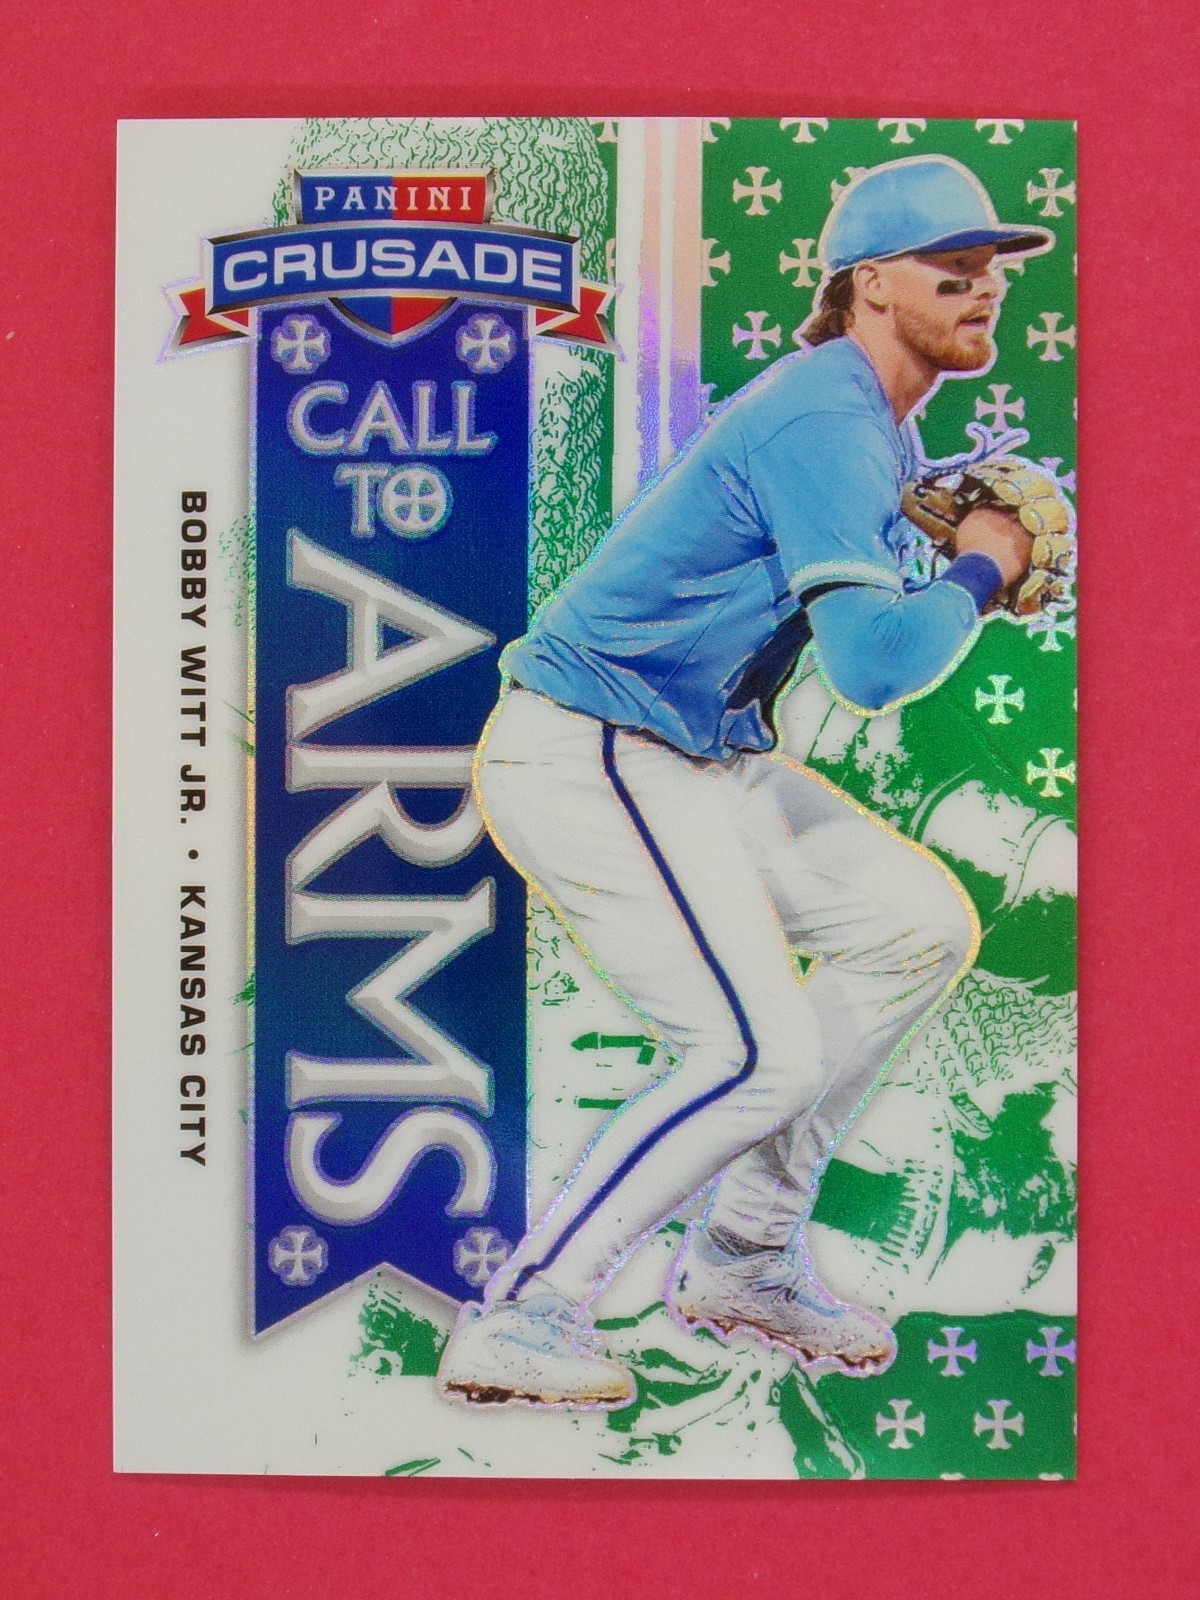 PANINI
CRUSADE
CALL
TO
ARMS
BOBBY WITT JR. • KANSAS CITY